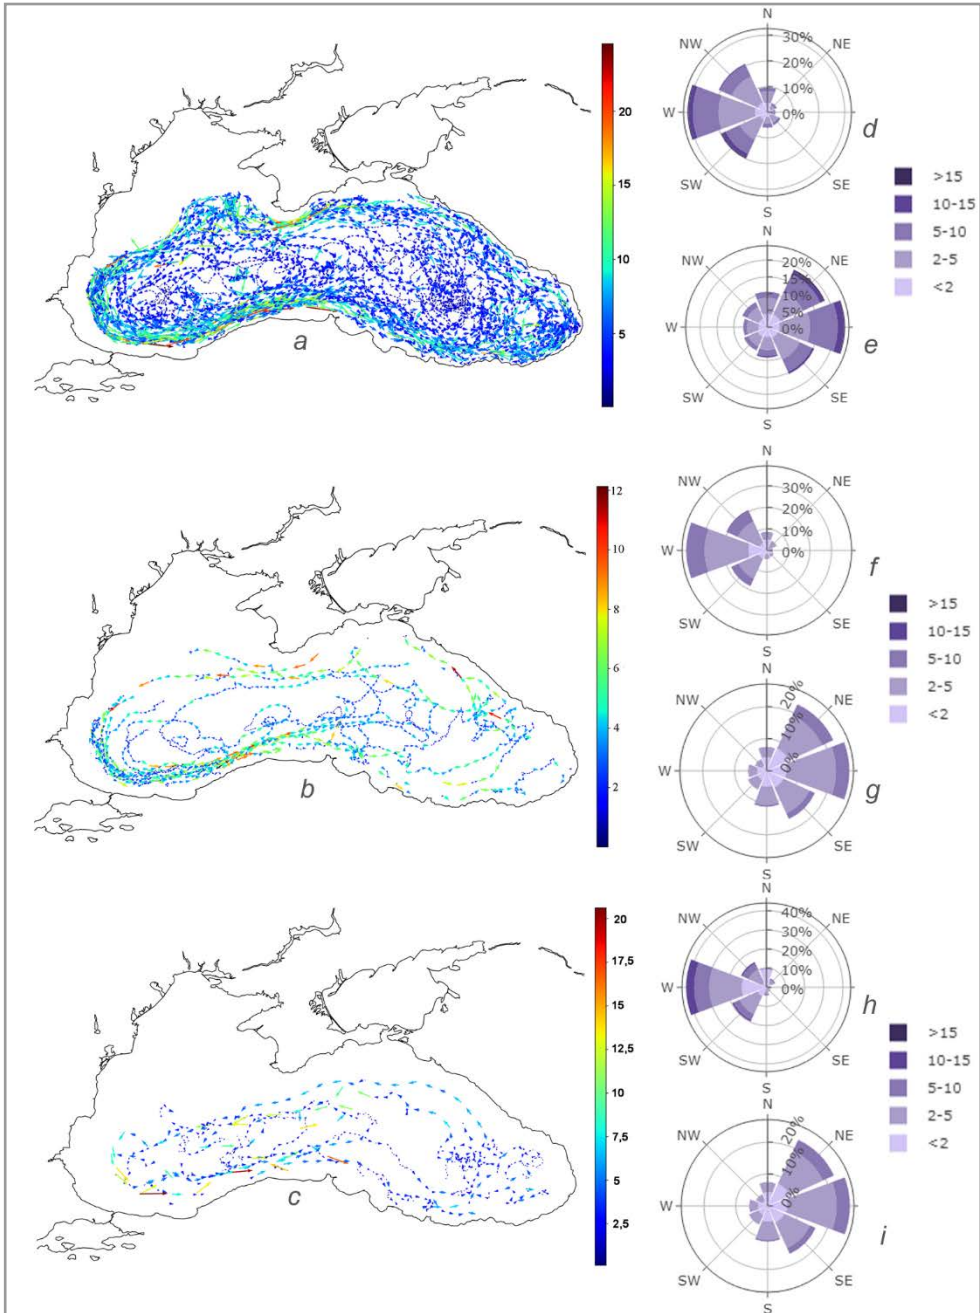 20
15
10
5
a
N
NE
SE
S
SW
W
NW
30%
20%
10%
0%
d
N
NE
SE
S
SW
W
NW
20%
15%
10%
5%
0%
e
>15
10-15
5-10
2-5
<2
12
10
8
6
4
2
b
N
NE
SE
S
SW
W
NW
30%
20%
10%
0%
f
N
NE
SE
S
SW
W
NW
20%
10%
0%
g
>15
10-15
5-10
2-5
<2
20
17,5
15
12,5
10
7,5
5
2,5
c
N
NE
SE
S
SW
W
NW
40%
30%
20%
10%
0%
h
N
NE
SE
S
SW
W
NW
20%
10%
0%
i
>15
10-15
5-10
2-5
<2